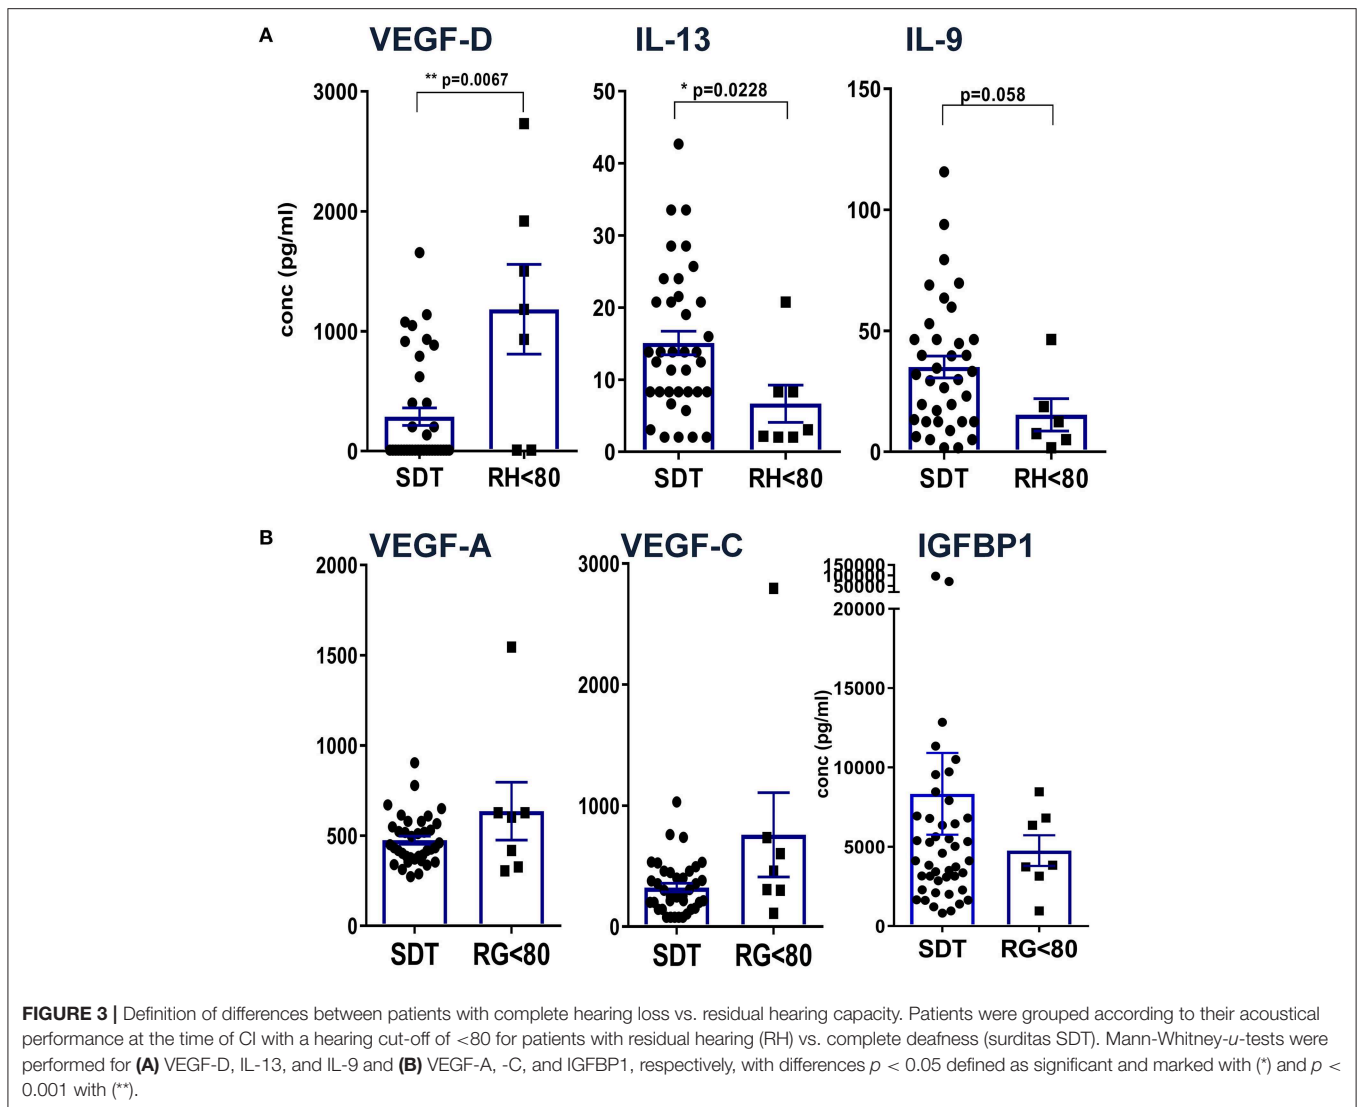 A
VEGF-D
IL-13
IL-9
** p=0.0067
* p=0.0228
p=0.058
conc (pg/ml)
3000
2000
1000
0
SDT
RH<80
50
40
30
20
10
0
SDT
RH<80
150
100
50
0
SDT
RH<80
B
VEGF-A
VEGF-C
IGFBP1
2000
1500
1000
500
0
SDT
RG<80
3000
2000
1000
0
SDT
RG<80
conc (pg/ml)
150000
100000
50000
20000
15000
10000
5000
0
SDT
RG<80
FIGURE 3 | Definition of differences between patients with complete hearing loss vs. residual hearing capacity. Patients were grouped according to their acoustical
performance at the time of CI with a hearing cut-off of <80 for patients with residual hearing (RH) vs. complete deafness (surditas SDT). Mann-Whitney-u-tests were
performed for (A) VEGF-D, IL-13, and IL-9 and (B) VEGF-A, -C, and IGFBP1, respectively, with differences p < 0.05 defined as significant and marked with (*) and p <
0.001 with (**).